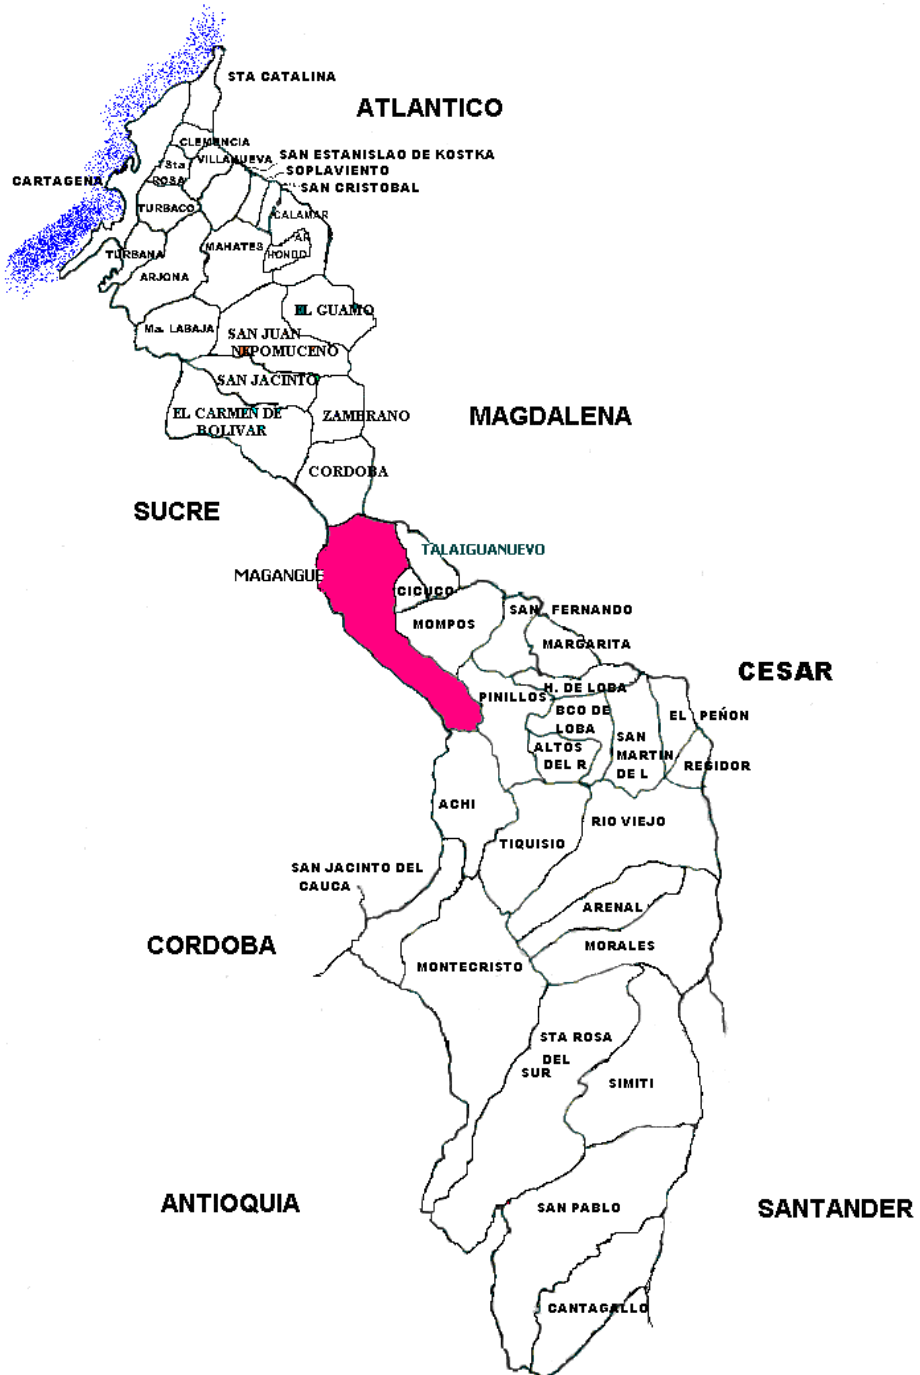 STA CATALINA
ATLANTICO
CLEMENCIA
VILLANUEVA
SAN ESTANISLAO DE KOSTKA
SOPLAVIENTO
SAN CRISTOBAL
CARTAGENA
Sta
ROSA
TURBACO
CALAMAR
TURBANA
MAHATES
HONDO
ARJONA
EL GUAMO
Ma. LABAJA
SAN JUAN
NEPOMUCENO
SAN JACINTO
EL CARMEN DE
BOLIVAR
ZAMBRANO
MAGDALENA
CORDOBA
SUCRE
TALAIGUANUEVO
MAGANGUE
CICUCO
MOMPOS
SAN FERNANDO
MARGARITA
CESAR
PINILLOS
H. DE LOBA
BCO DE
LOBA
EL PEÑON
ALTOS
DEL R
SAN
MARTIN
DE L
REGIDOR
ACHI
TIQUISIO
RIO VIEJO
SAN JACINTO DEL
CAUCA
ARENAL
CORDOBA
MORALES
MONTECRISTO
STA ROSA
DEL
SUR
SIMITI
ANTIOQUIA
SAN PABLO
SANTANDER
CANTAGALLO